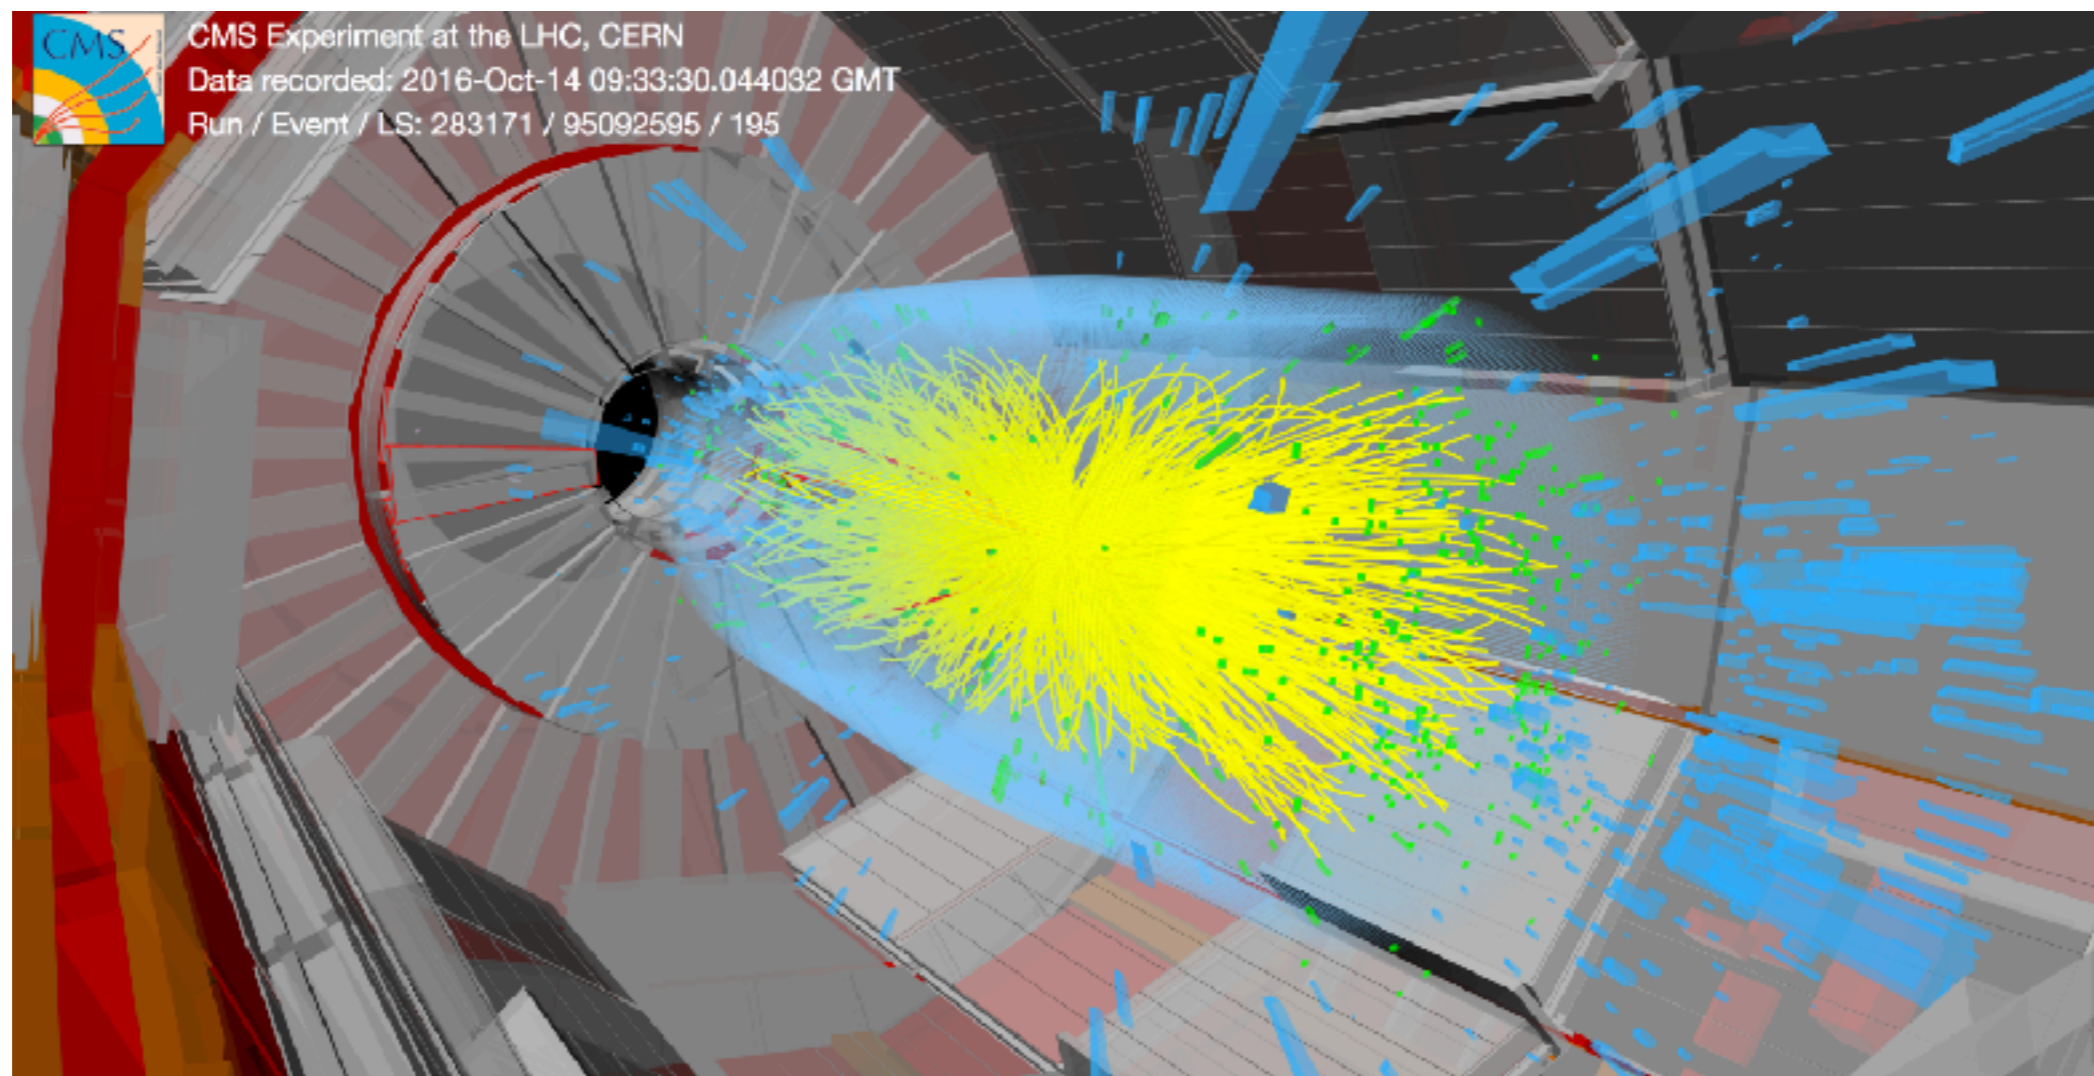 CMS
CMS Experiment at the LHC, CERN
Data recorded: 2016-Oct-14 09:33:30.044032 GMT
Run / Event / LS: 283171 / 95092595 / 195